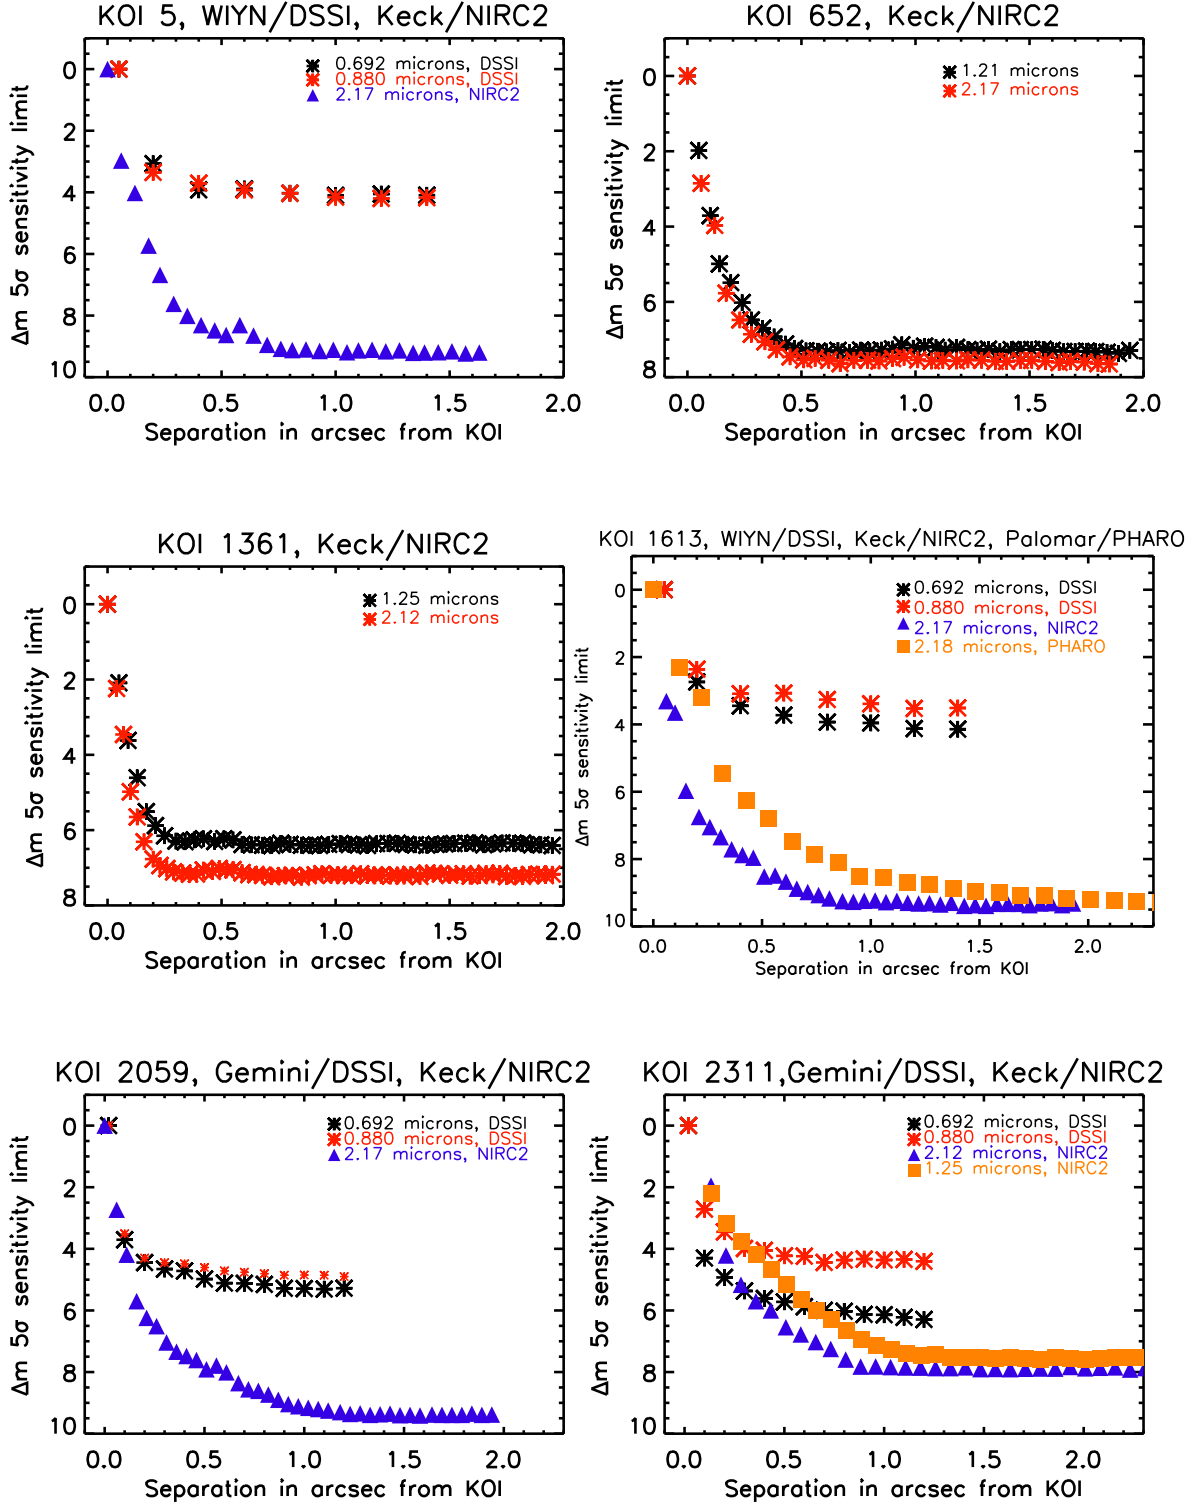 KOI 5, WIYN/DSSI, Keck/NIRC2
0.692 microns, DSSI
0.880 microns, DSSI
2.17 microns, NIRC2
Δm 5σ sensitivity limit
0
2
4
6
8
10
0.0 0.5 1.0 1.5 2.0
Separation in arcsec from KOI
KOI 652, Keck/NIRC2
1.21 microns
2.17 microns
Δm 5σ sensitivity limit
0
2
4
6
8
0.0 0.5 1.0 1.5 2.0
Separation in arcsec from KOI
KOI 1361, Keck/NIRC2
1.25 microns
2.12 microns
Δm 5σ sensitivity limit
0
2
4
6
8
0.0 0.5 1.0 1.5 2.0
Separation in arcsec from KOI
KOI 1613, WIYN/DSSI, Keck/NIRC2, Palomar/PHARO
0.692 microns, DSSI
0.880 microns, DSSI
2.17 microns, NIRC2
2.18 microns, PHARO
Δm 5σ sensitivity limit
0
2
4
6
8
10
0.0 0.5 1.0 1.5 2.0
Separation in arcsec from KOI
KOI 2059, Gemini/DSSI, Keck/NIRC2
0.692 microns, DSSI
0.880 microns, DSSI
2.17 microns, NIRC2
Δm 5σ sensitivity limit
0
2
4
6
8
10
0.0 0.5 1.0 1.5 2.0
Separation in arcsec from KOI
KOI 2311,Gemini/DSSI, Keck/NIRC2
0.692 microns, DSSI
0.880 microns, DSSI
2.12 microns, NIRC2
1.25 microns, NIRC2
Δm 5σ sensitivity limit
0
2
4
6
8
10
0.0 0.5 1.0 1.5 2.0
Separation in arcsec from KOI